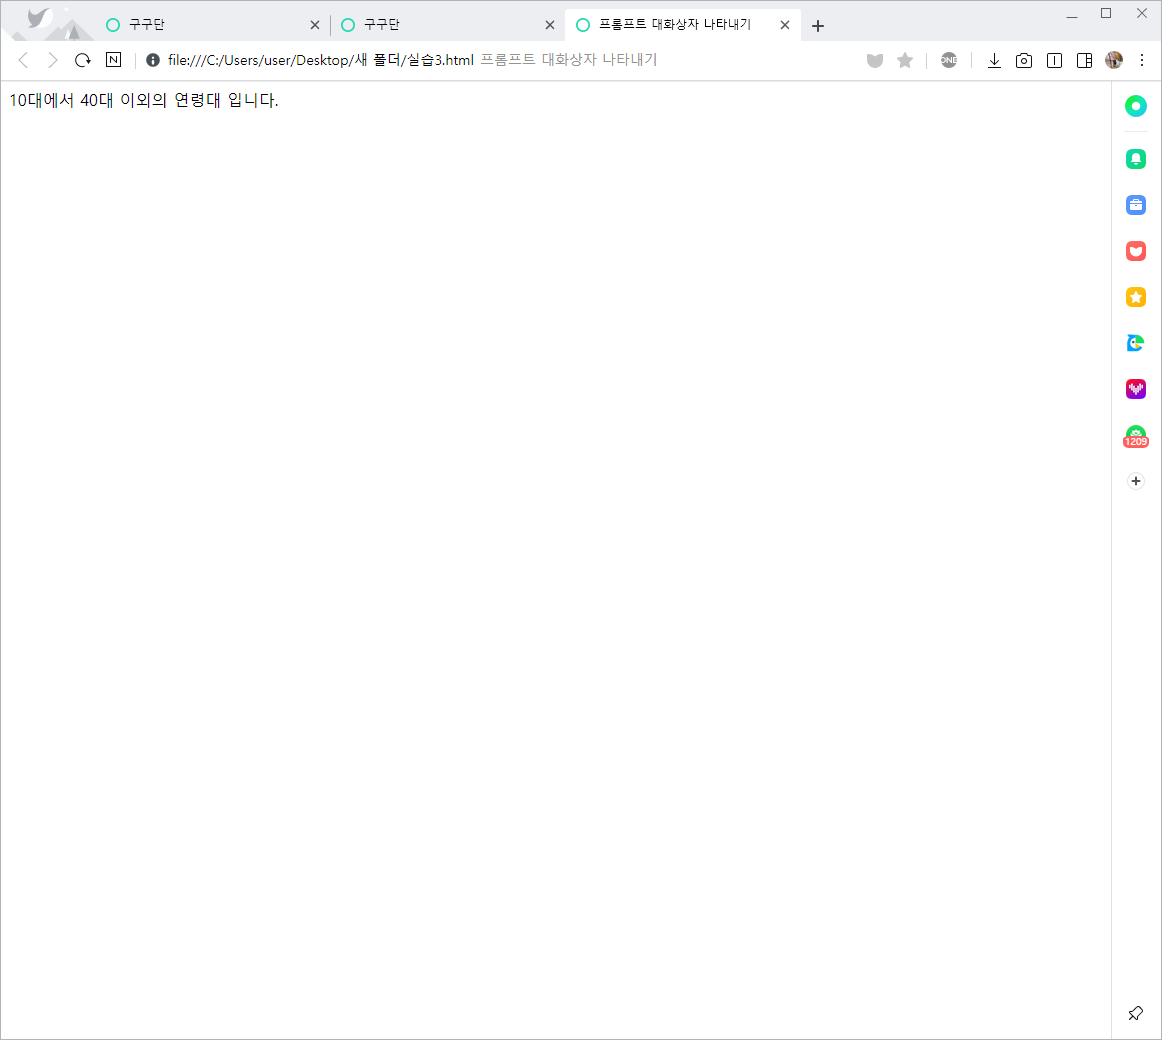 구구단
구구단
프롬프트 대화상자 나타내기
N
file:///C:/Users/user/Desktop/새 폴더/실습3.html 프롬프트 대화상자 나타내기
ONE
10대에서 40대 이외의 연령대 입니다.
1209